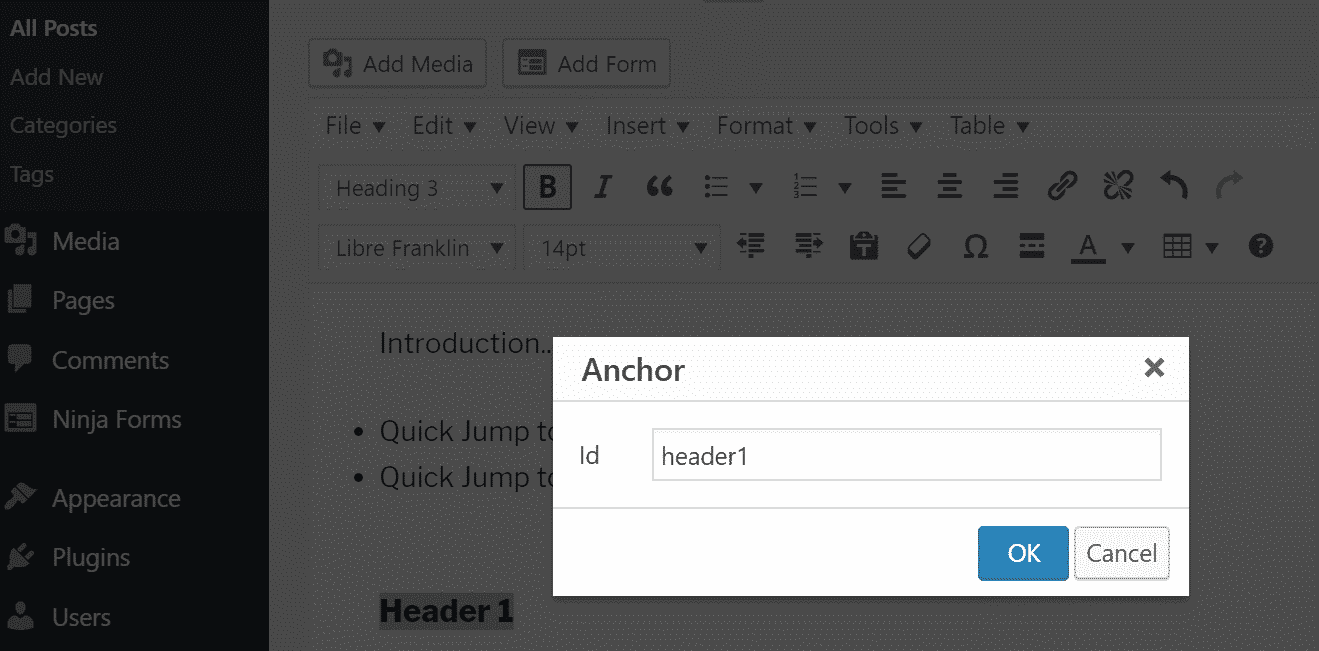 All Posts
Add New
Categories
Tags
Media
Pages
Comments
Ninja Forms
Appearance
Plugins
Users
Add Media Add Form
File Edit View Insert Format Tools Table
Heading 3 B I
Libre Franklin 14pt
Introduction..
Quick Jump to
Quick Jump to
Header 1
Anchor
Id header1
OK Cancel